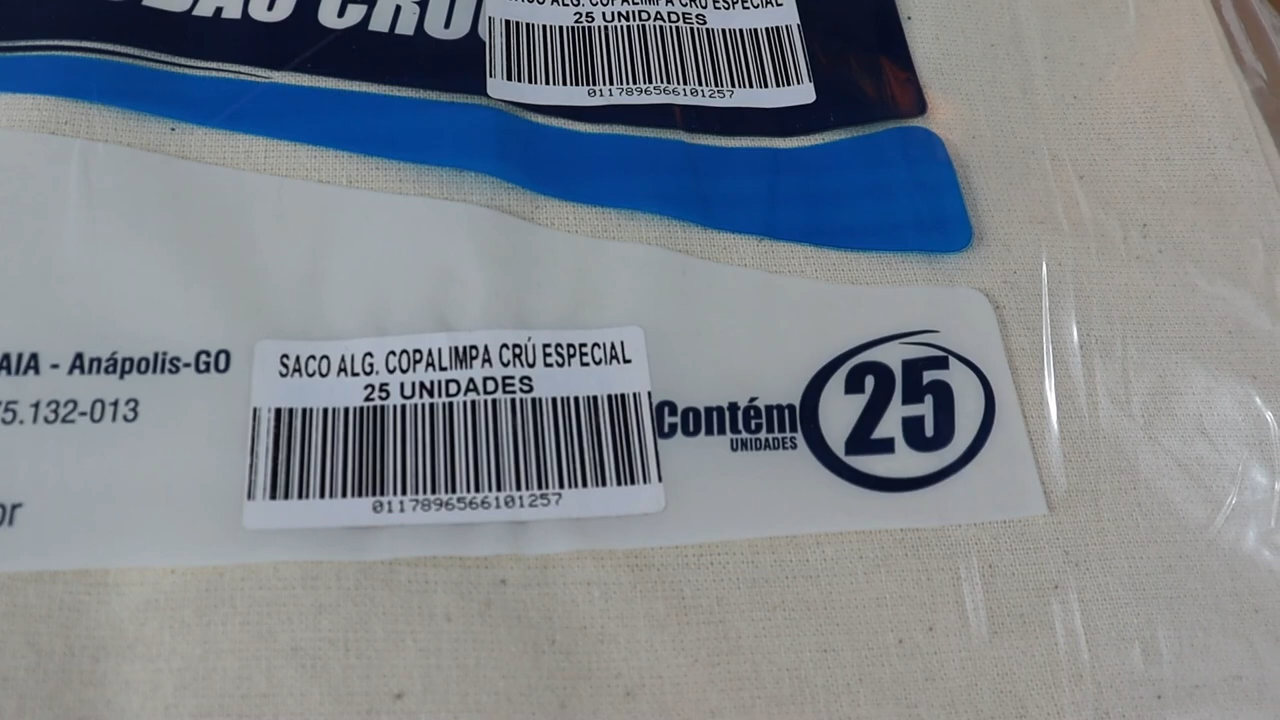 SACO ALG. COPALIMPA CRÚ ESPECIAL
25 UNIDADES
0117896566101257
AIA - Anápolis-GO
75.132-013
or
SACO ALG. COPALIMPA CRÚ ESPECIAL
25 UNIDADES
0117896566101257
Contém
UNIDADES
25